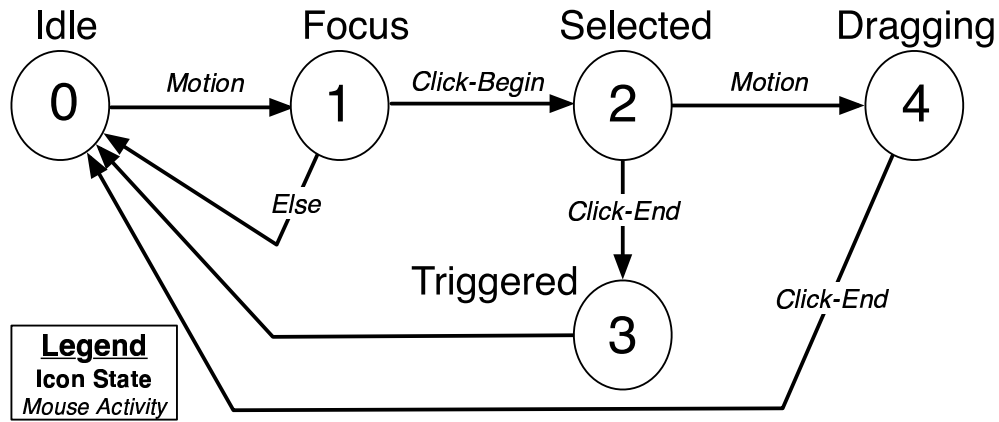 Idle
Focus
Selected
Dragging
0
Motion
1
Click-Begin
2
Motion
4
Else
Click-End
Triggered
3
Click-End
Legend
Icon State
Mouse Activity